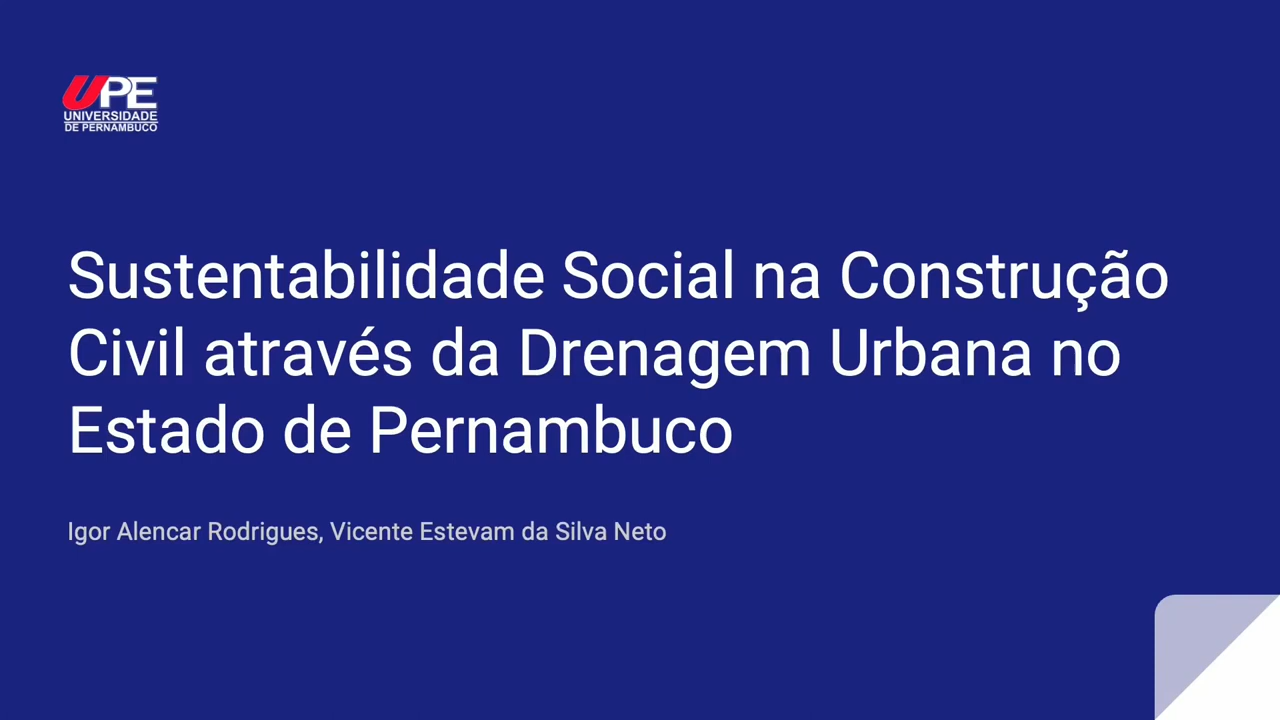 UPE
UNIVERSIDADE
DE PERNAMBUCO
Sustentabilidade Social na Construção
Civil através da Drenagem Urbana no
Estado de Pernambuco
Igor Alencar Rodrigues, Vicente Estevam da Silva Neto